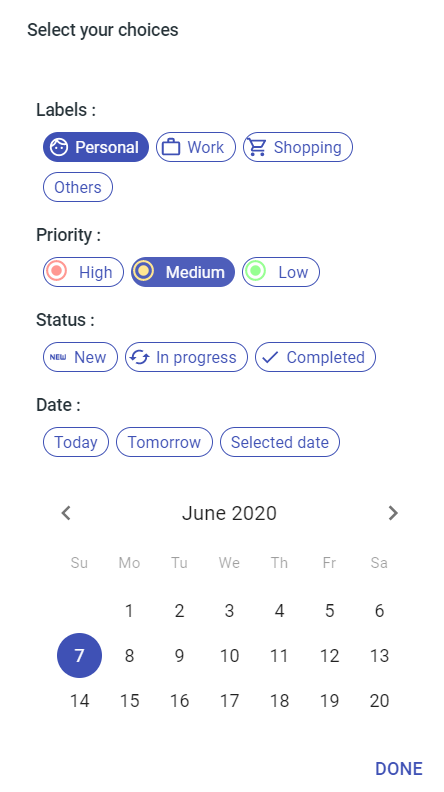 Select your choices
Labels :
Personal Work Shopping
Others
Priority :
High Medium Low
Status :
NEW New In progress Completed
Date :
Today Tomorrow Selected date
June 2020
Su Mo Tu We Th Fr Sa
1 2 3 4 5 6
7 8 9 10 11 12 13
14 15 16 17 18 19 20
DONE